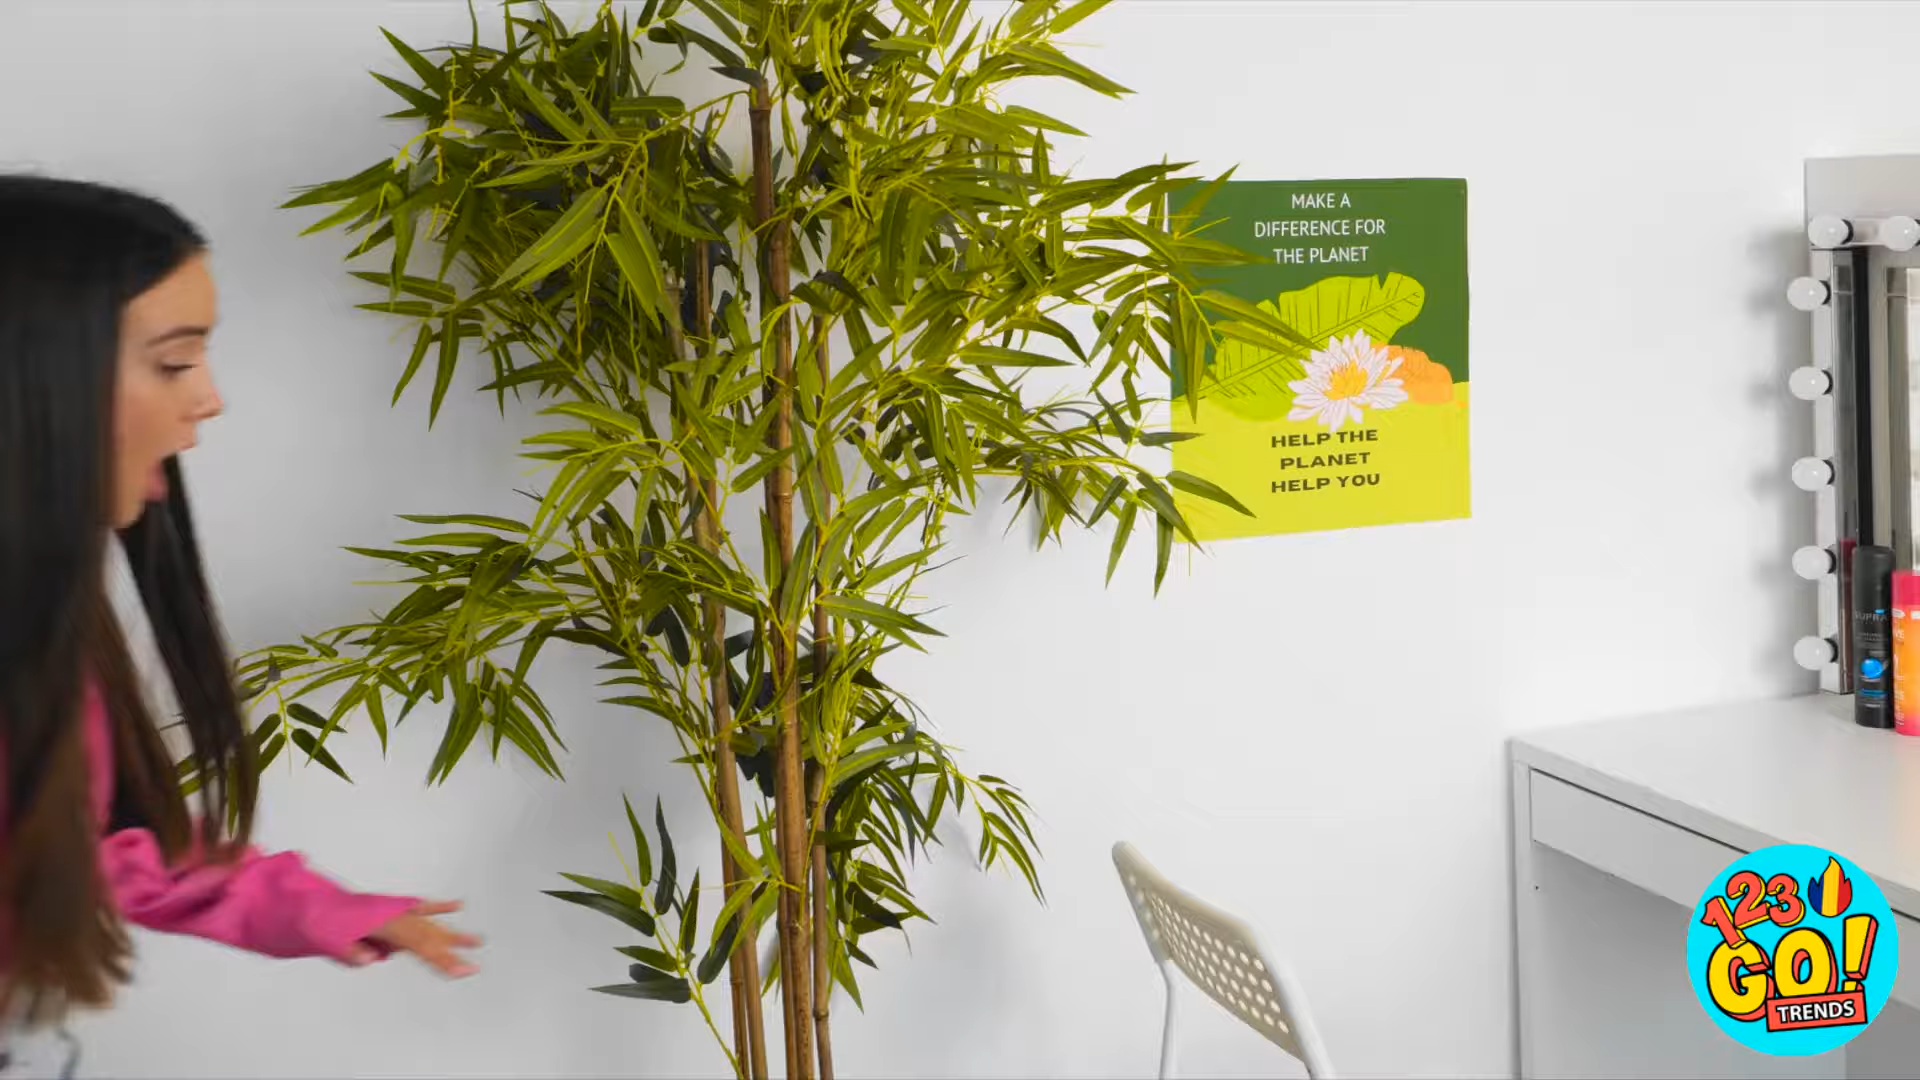 MAKE A
DIFFERENCE FOR
THE PLANET
HELP THE
PLANET
HELP YOU
123
GO!
TRENDS